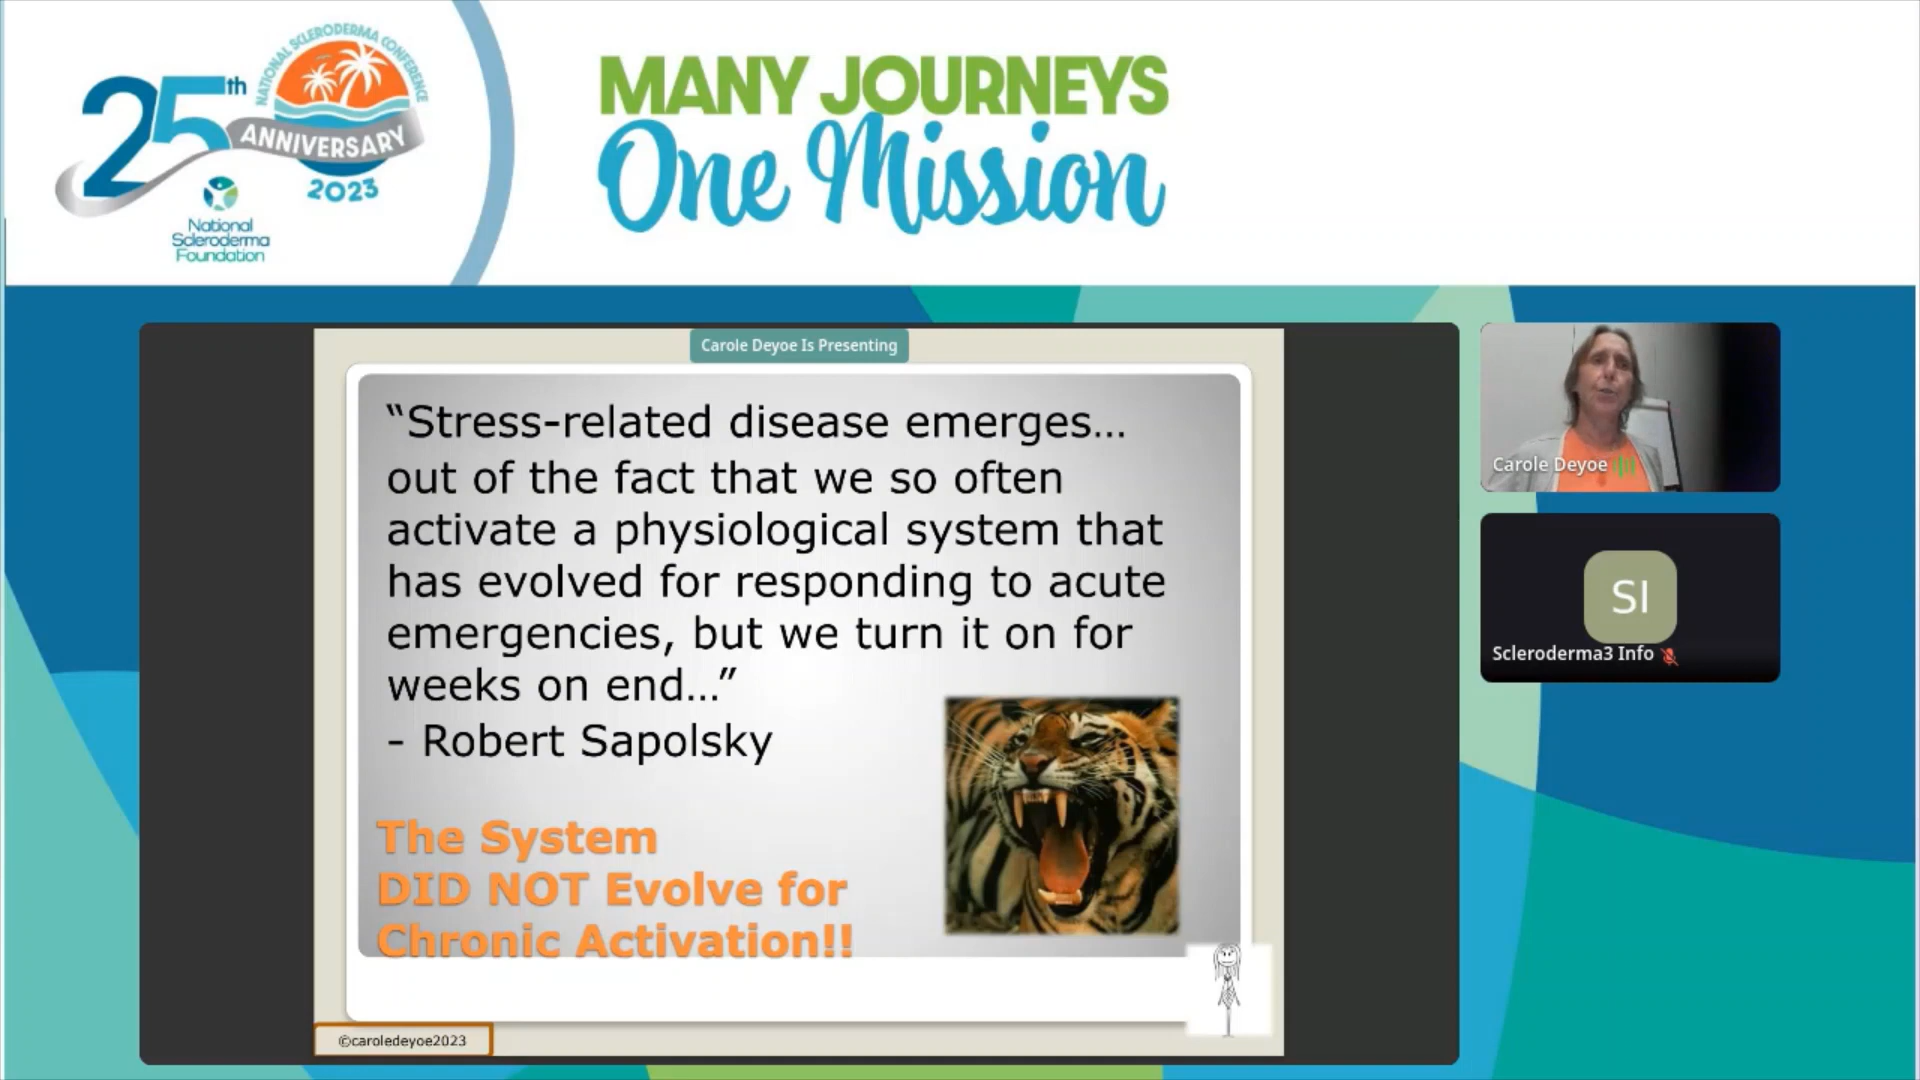 25th
NATIONAL SCLERODERMA CONFERENCE
ANNIVERSARY
2023
National
Scleroderma
Foundation
MANY JOURNEYS
One Mission
Carole Deyoe Is Presenting
“Stress-related disease emerges…
out of the fact that we so often
activate a physiological system that
has evolved for responding to acute
emergencies, but we turn it on for
weeks on end…”
- Robert Sapolsky
The System
DID NOT Evolve for
Chronic Activation!!
©caroledeyoe2023
Carole Deyoe
SI
Scleroderma3 Info